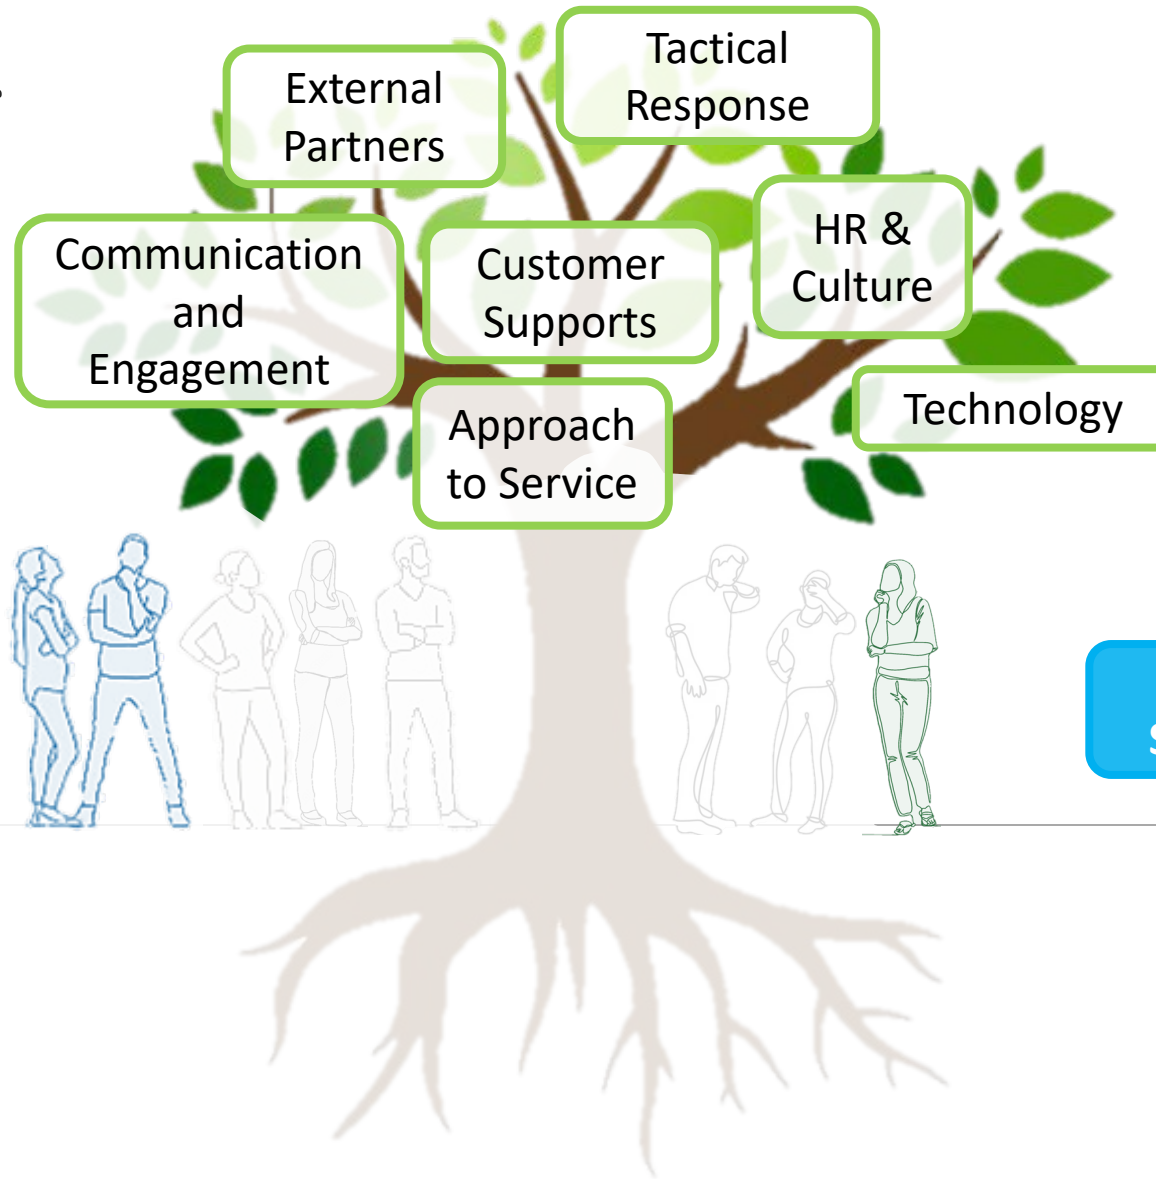 External
Partners
Tactical
Response
Communication
and
Engagement
Customer
Supports
HR &
Culture
Technology
Approach
to Service